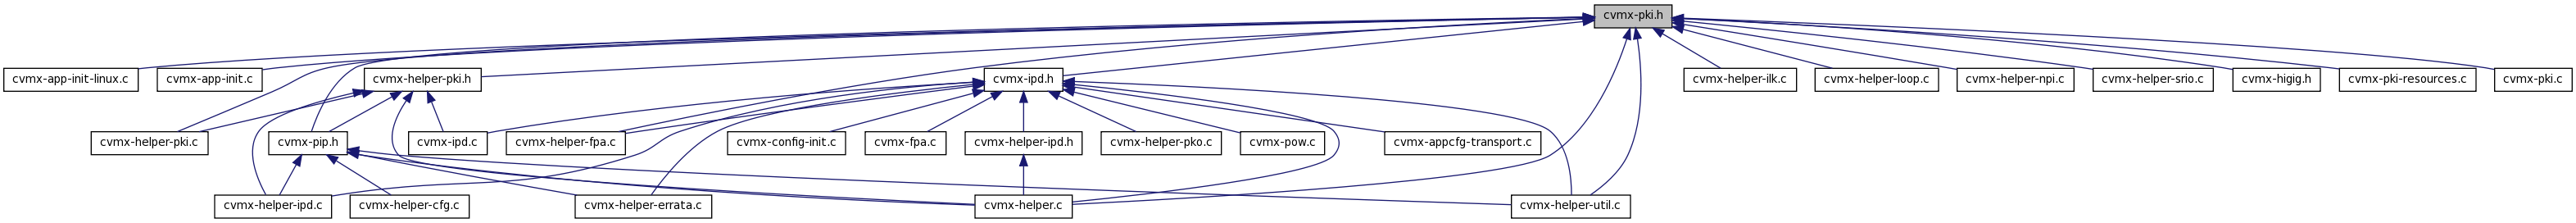 cvmx-pki.h
cvmx-app-init-linux.c
cvmx-app-init.c
cvmx-helper-pki.h
cvmx-ipd.h
cvmx-helper-ilk.c
cvmx-helper-loop.c
cvmx-helper-npi.c
cvmx-helper-srio.c
cvmx-higig.h
cvmx-pki-resources.c
cvmx-pki.c
cvmx-helper-pki.c
cvmx-pip.h
cvmx-ipd.c
cvmx-helper-fpa.c
cvmx-config-init.c
cvmx-fpa.c
cvmx-helper-ipd.h
cvmx-helper-pko.c
cvmx-pow.c
cvmx-appcfg-transport.c
cvmx-helper-ipd.c
cvmx-helper-cfg.c
cvmx-helper-errata.c
cvmx-helper.c
cvmx-helper-util.c